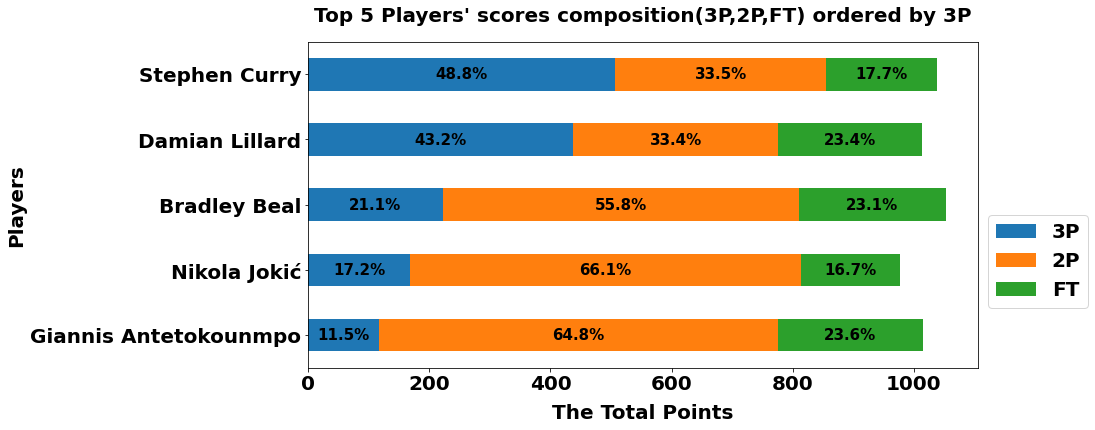 Top 5 Players' scores composition(3P,2P,FT) ordered by 3P
Players
Stephen Curry 48.8% 33.5% 17.7%
Damian Lillard 43.2% 33.4% 23.4%
Bradley Beal 21.1% 55.8% 23.1%
Nikola Jokić 17.2% 66.1% 16.7%
Giannis Antetokounmpo 11.5% 64.8% 23.6%
0 200 400 600 800 1000
The Total Points
3P
2P
FT